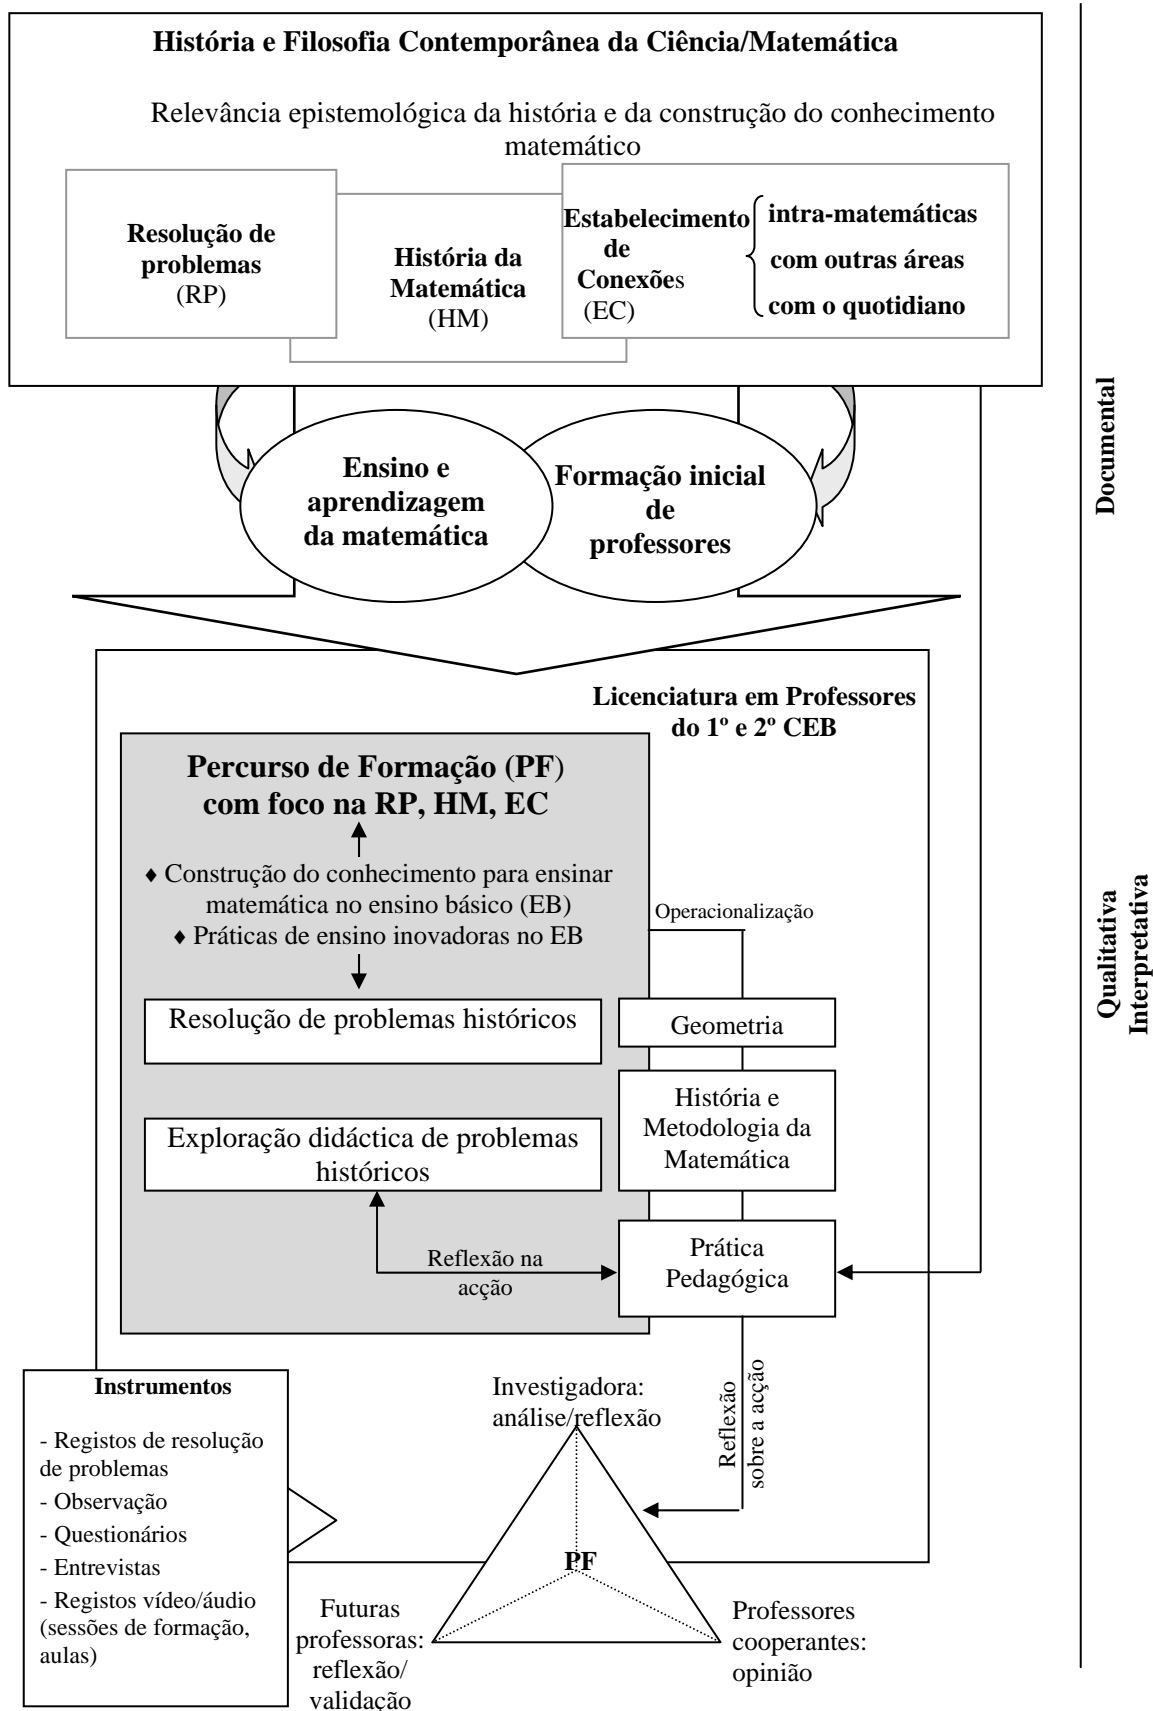 História e Filosofia Contemporânea da Ciência/Matemática
Relevância epistemológica da história e da construção do conhecimento
matemático
Resolução de
problemas
(RP)
História da
Matemática
(HM)
Estabelecimento
de
Conexões
(EC)
intra-matemáticas
com outras áreas
com o quotidiano
Documental
Ensino e
aprendizagem
da matemática
Formação inicial
de
professores
Licenciatura em Professores
do 1º e 2º CEB
Percurso de Formação (PF)
com foco na RP, HM, EC
♦ Construção do conhecimento para ensinar
matemática no ensino básico (EB)
♦ Práticas de ensino inovadoras no EB
Operacionalização
Qualitativa
Interpretativa
Resolução de problemas históricos
Geometria
Exploração didáctica de problemas
históricos
História e
Metodologia da
Matemática
Reflexão na
acção
Prática
Pedagógica
Reflexão
sobre a acção
Instrumentos
- Registos de resolução
de problemas
- Observação
- Questionários
- Entrevistas
- Registos vídeo/áudio
(sessões de formação,
aulas)
Investigadora:
análise/reflexão
PF
Futuras
professoras:
reflexão/
validação
Professores
cooperantes:
opinião